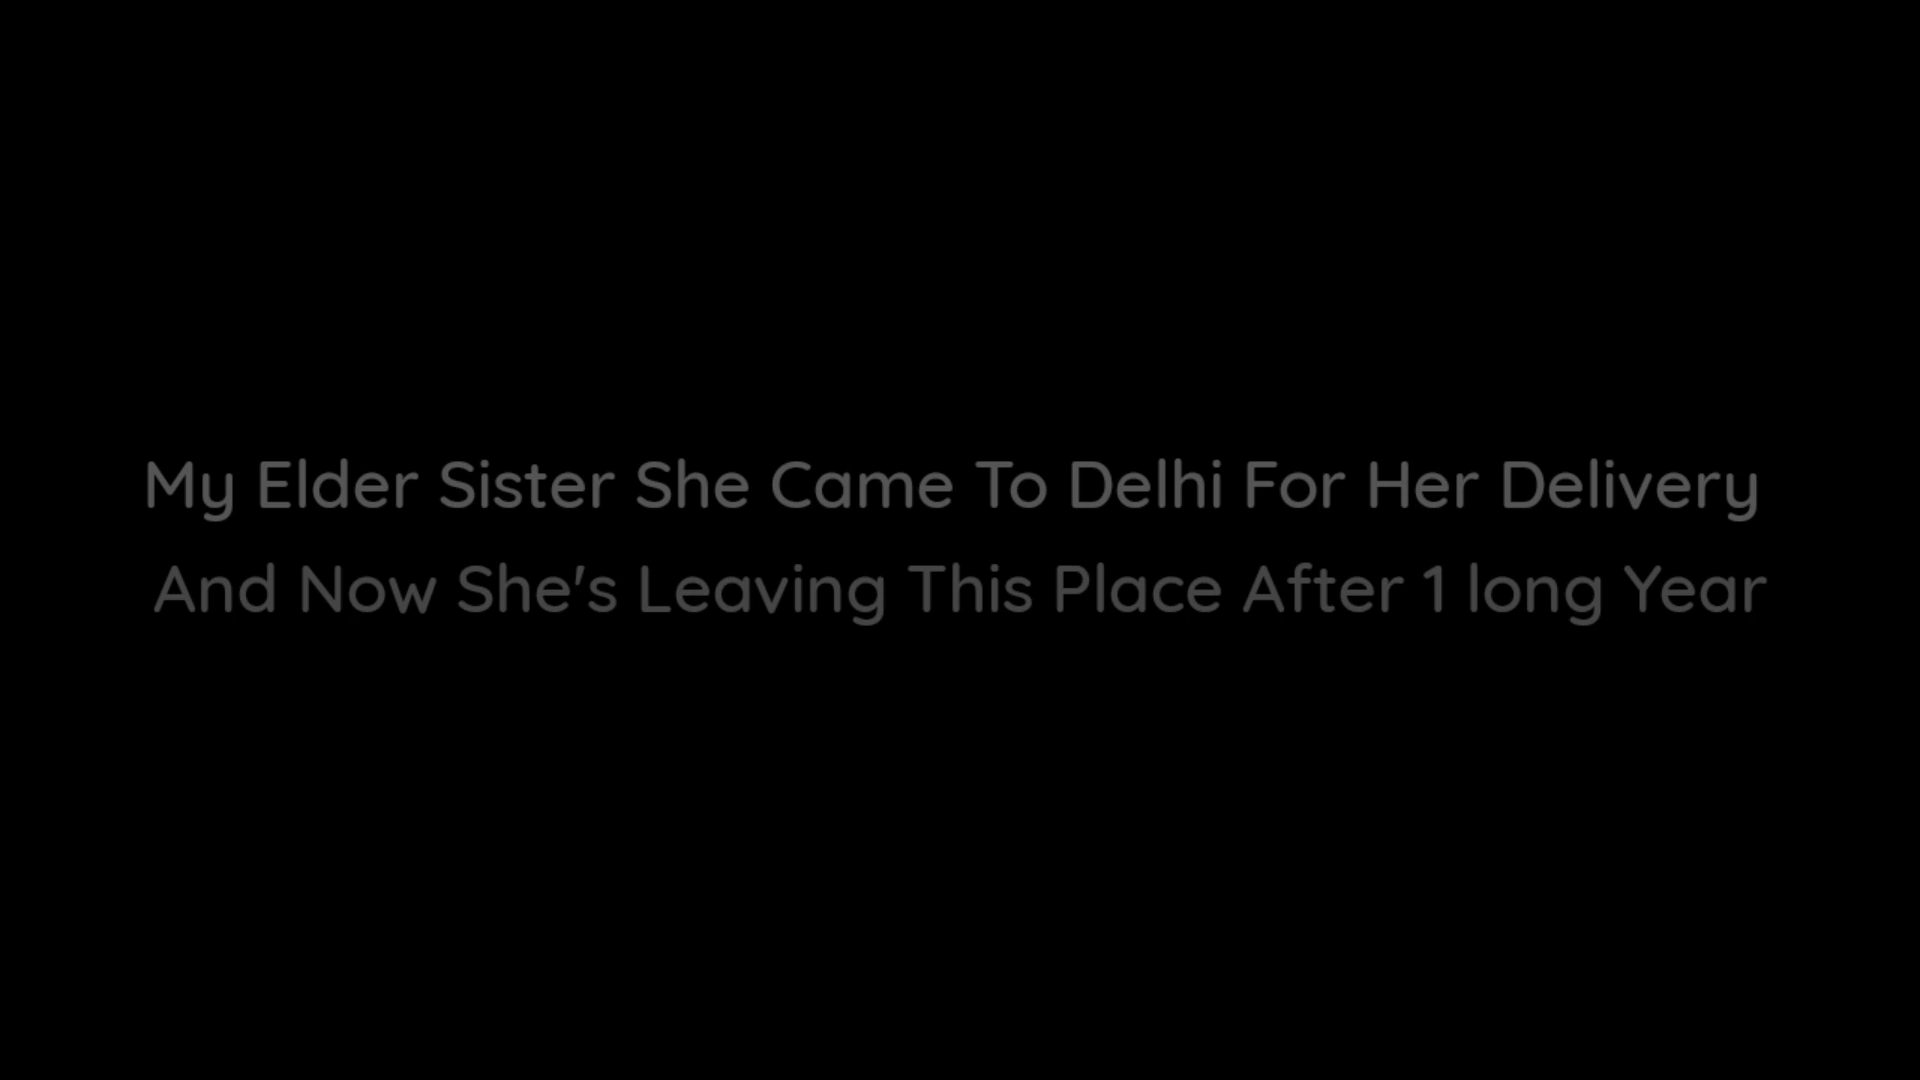 My Elder Sister She Came To Delhi For Her Delivery
And Now She's Leaving This Place After 1 long Year